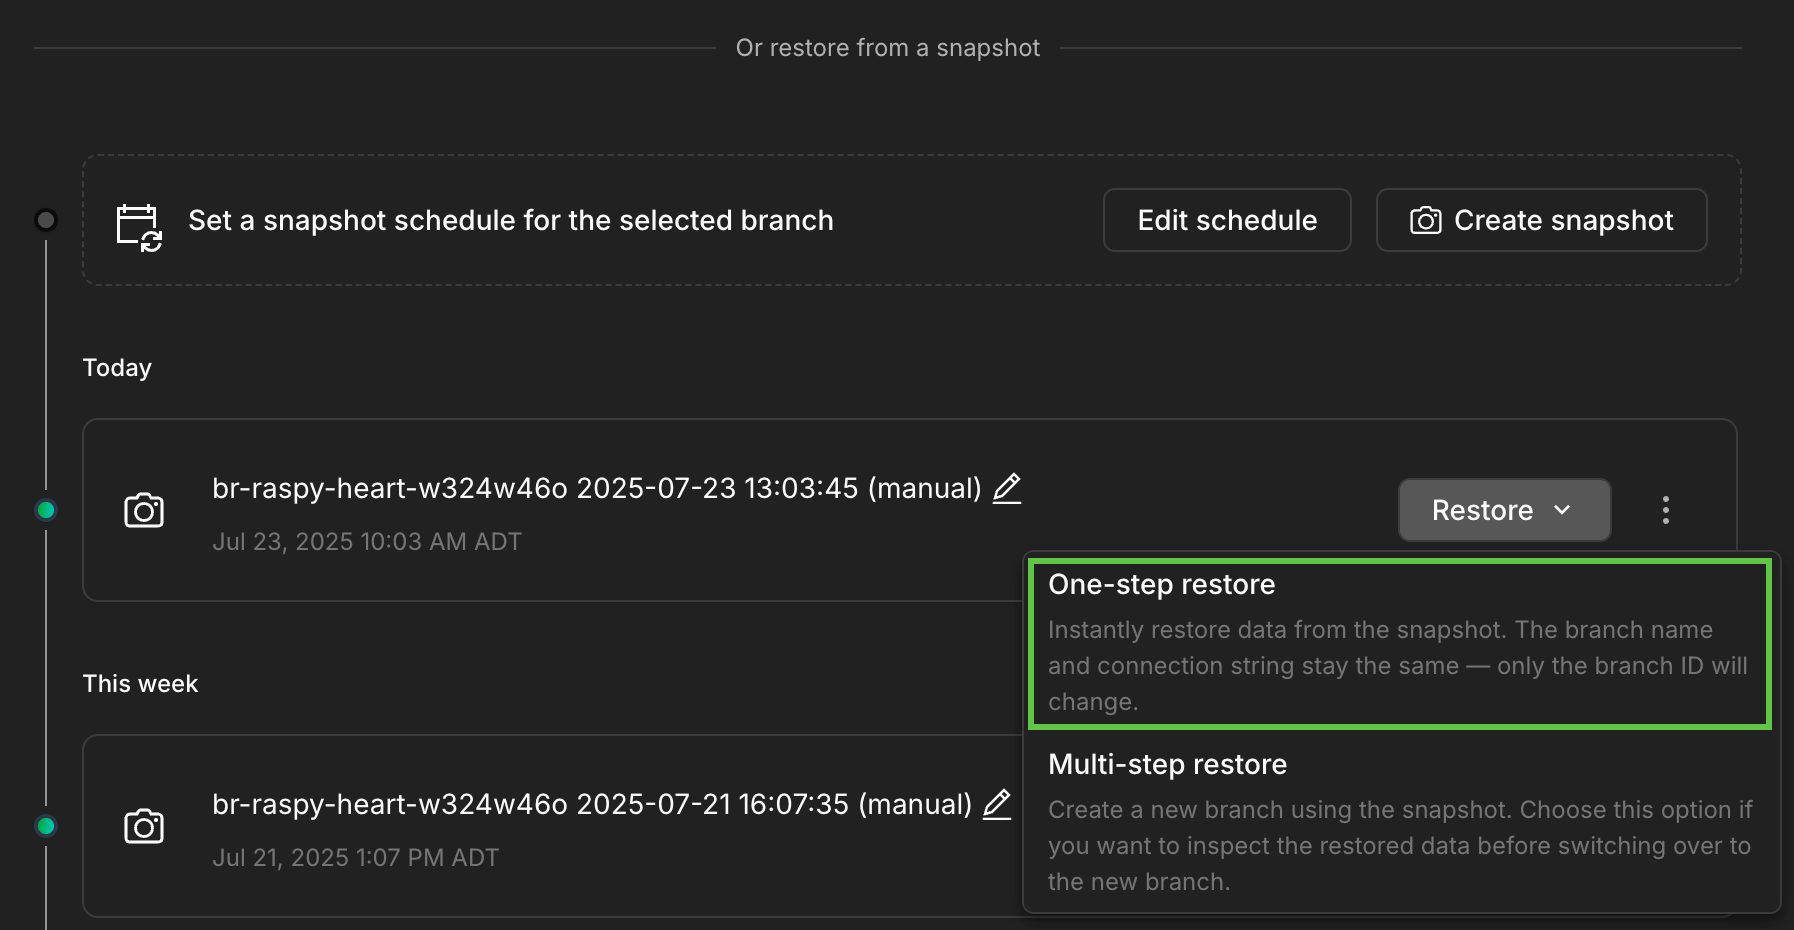 Or restore from a snapshot
Set a snapshot schedule for the selected branch
Edit schedule
Create snapshot
Today
br-raspy-heart-w324w46o 2025-07-23 13:03:45 (manual)
Jul 23, 2025 10:03 AM ADT
Restore
One-step restore
Instantly restore data from the snapshot. The branch name
and connection string stay the same — only the branch ID will
change.
Multi-step restore
Create a new branch using the snapshot. Choose this option if
you want to inspect the restored data before switching over to
the new branch.
This week
br-raspy-heart-w324w46o 2025-07-21 16:07:35 (manual)
Jul 21, 2025 1:07 PM ADT